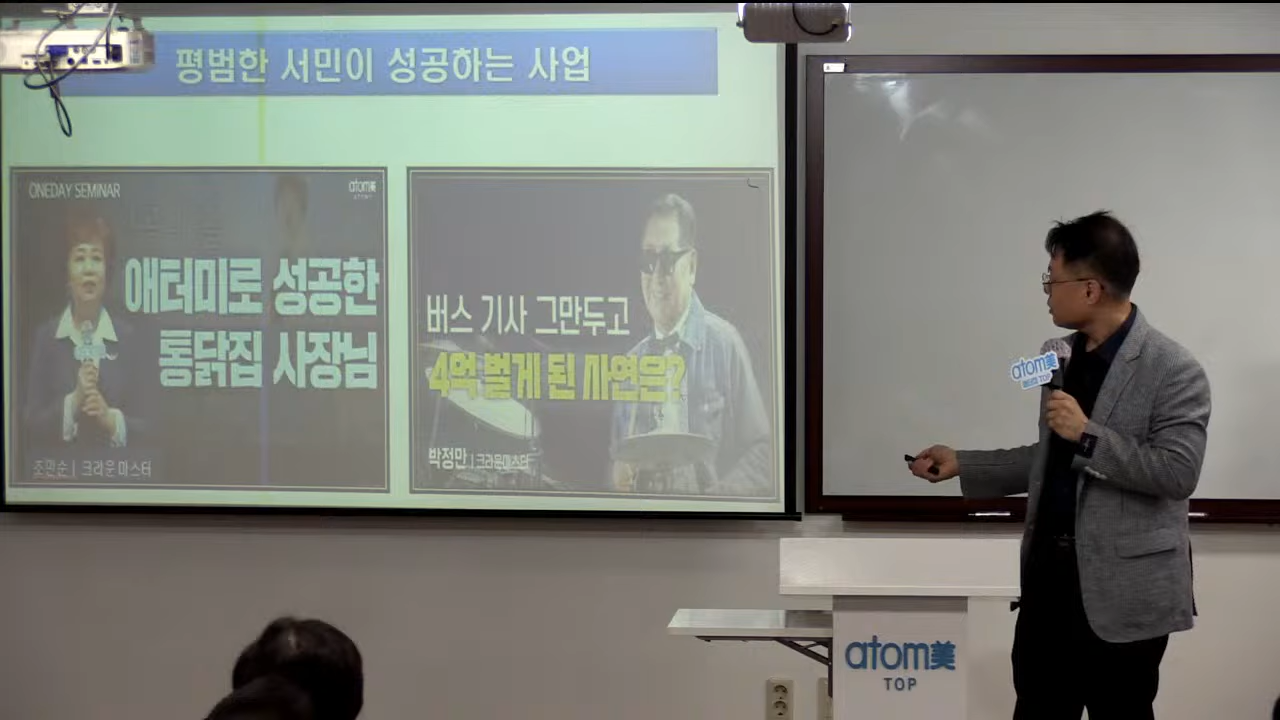 평범한 서민이 성공하는 사업
ONEDAY SEMINAR
atom美
애터미로 성공한
통닭집 사장님
조면순 | 크라운 마스터
버스 기사 그만두고
4억 벌게 된 사연은?
박정만 | 크라운마스터
atom美
TOP
atom美
TOP